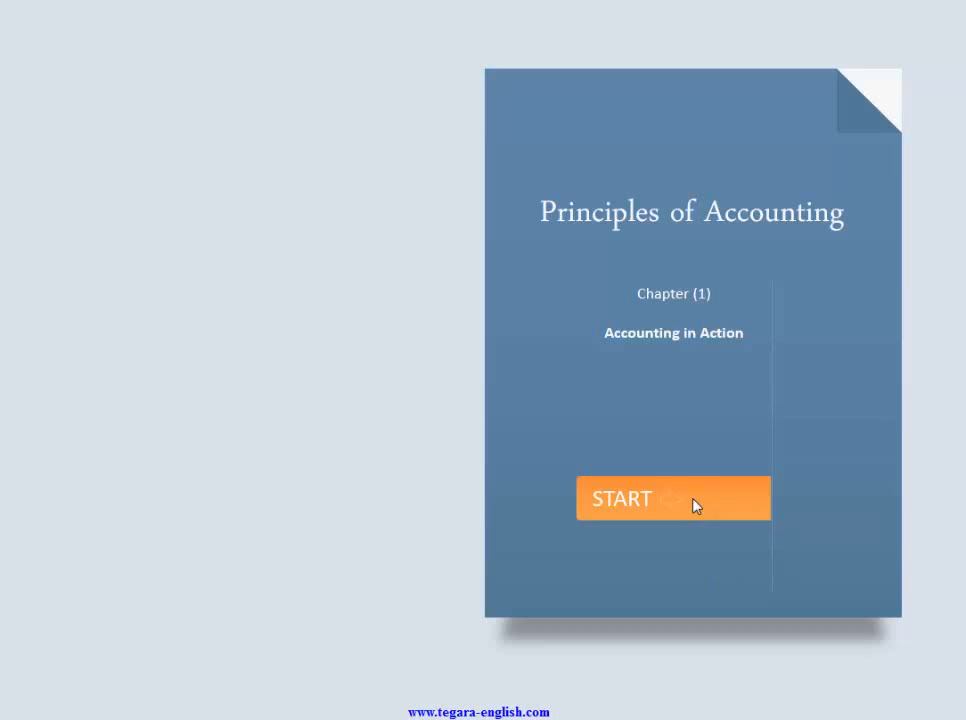 Principles of Accounting
Chapter (1)
Accounting in Action
START
www.tegara-english.com